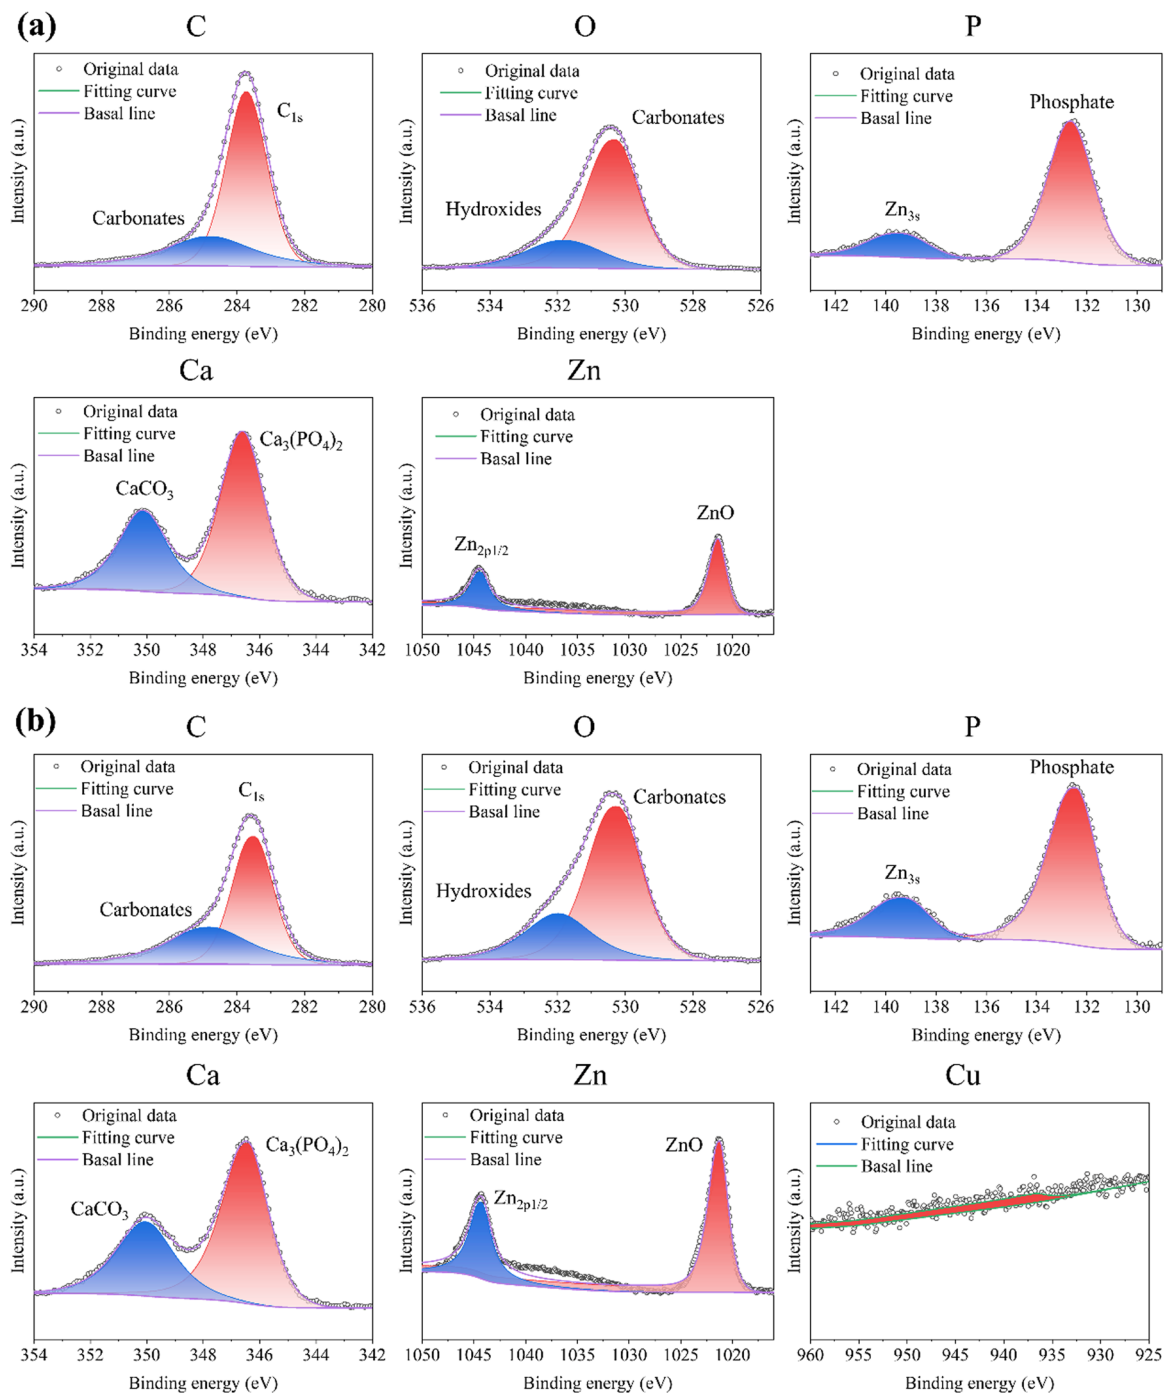 (a)
C
Original data
Fitting curve
Basal line
C1s
Carbonates
Intensity (a.u.)
290 288 286 284 282 280
Binding energy (eV)
O
Original data
Fitting curve
Basal line
Carbonates
Hydroxides
Intensity (a.u.)
536 534 532 530 528 526
Binding energy (eV)
P
Original data
Fitting curve
Basal line
Phosphate
Zn3s
Intensity (a.u.)
142 140 138 136 134 132 130
Binding energy (eV)
Ca
Original data
Fitting curve
Basal line
Ca3(PO4)2
CaCO3
Intensity (a.u.)
354 352 350 348 346 344 342
Binding energy (eV)
Zn
Original data
Fitting curve
Basal line
ZnO
Zn2p1/2
Intensity (a.u.)
1050 1045 1040 1035 1030 1025 1020
Binding energy (eV)
(b)
C
Original data
Fitting curve
Basal line
C1s
Carbonates
Intensity (a.u.)
290 288 286 284 282 280
Binding energy (eV)
O
Original data
Fitting curve
Basal line
Carbonates
Hydroxides
Intensity (a.u.)
536 534 532 530 528 526
Binding energy (eV)
P
Original data
Fitting curve
Basal line
Phosphate
Zn3s
Intensity (a.u.)
142 140 138 136 134 132 130
Binding energy (eV)
Ca
Original data
Fitting curve
Basal line
Ca3(PO4)2
CaCO3
Intensity (a.u.)
354 352 350 348 346 344 342
Binding energy (eV)
Zn
Original data
Fitting curve
Basal line
ZnO
Zn2p1/2
Intensity (a.u.)
1050 1045 1040 1035 1030 1025 1020
Binding energy (eV)
Cu
Original data
Fitting curve
Basal line
Intensity (a.u.)
960 955 950 945 940 935 930 925
Binding energy (eV)